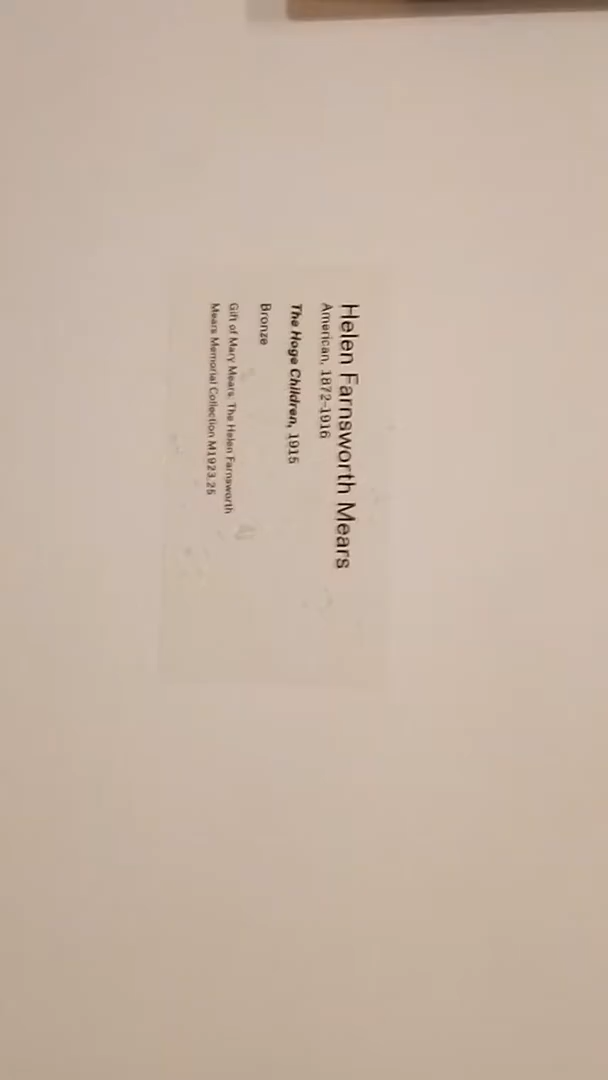 Helen Farnsworth Mears
American, 1872-1916
The Hoge Children, 1915
Bronze
Gift of Mary Mears, The Helen Farnsworth
Mears Memorial Collection M1923.25